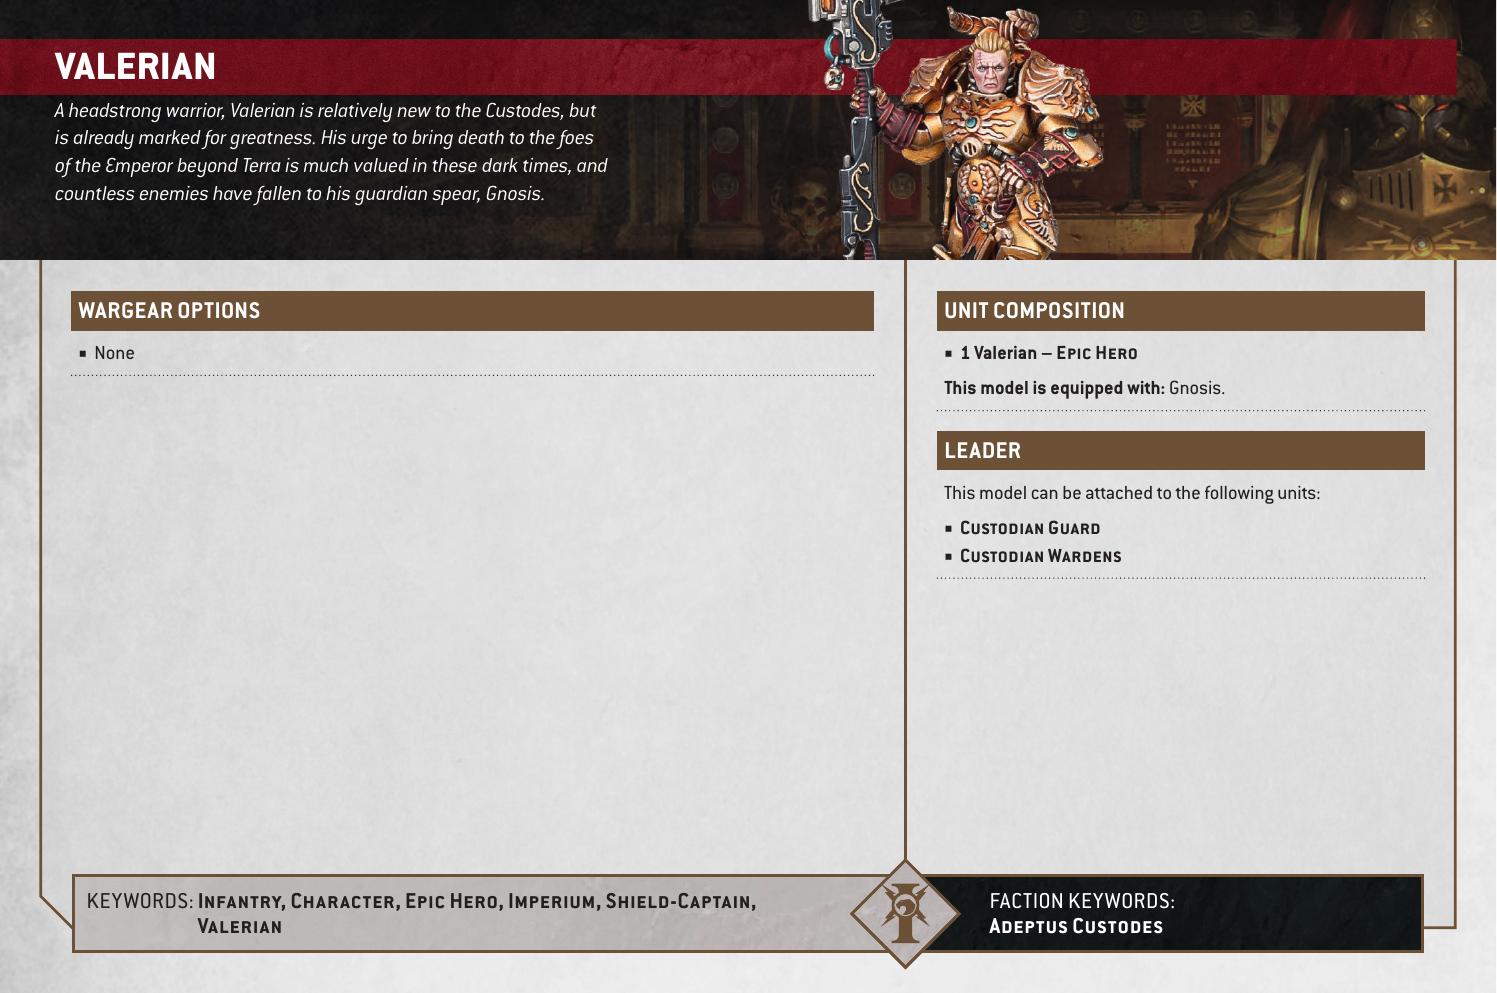 VALERIAN
A headstrong warrior, Valerian is relatively new to the Custodes, but
is already marked for greatness. His urge to bring death to the foes
of the Emperor beyond Terra is much valued in these dark times, and
countless enemies have fallen to his guardian spear, Gnosis.
WARGEAR OPTIONS
▪ None
UNIT COMPOSITION
▪ 1 Valerian – EPIC HERO
This model is equipped with: Gnosis.
LEADER
This model can be attached to the following units:
▪ CUSTODIAN GUARD
▪ CUSTODIAN WARDENS
KEYWORDS: INFANTRY, CHARACTER, EPIC HERO, IMPERIUM, SHIELD-CAPTAIN,
VALERIAN
FACTION KEYWORDS:
ADEPTUS CUSTODES